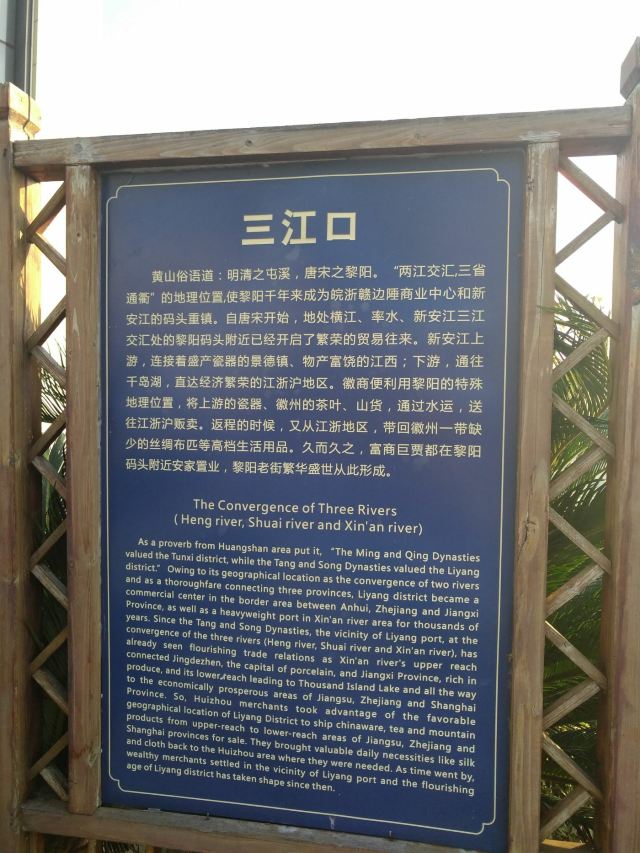 三江口
黄山俗语道：明清之屯溪，唐宋之黎阳。“两江交汇,三省
通衢”的地理位置,使黎阳千年来成为皖浙赣边陲商业中心和新
安江的码头重镇。自唐宋开始，地处横江、率水、新安江三江
交汇处的黎阳码头附近已经开启了繁荣的贸易往来。新安江上
游，连接着盛产瓷器的景德镇、物产富饶的江西；下游，通往
千岛湖，直达经济繁荣的江浙沪地区。徽商便利用黎阳的特殊
地理位置，将上游的瓷器、徽州的茶叶、山货，通过水运，送
往江浙沪贩卖。返程的时候，又从江浙地区，带回徽州一带缺
少的丝绸布匹等高档生活用品。久而久之，富商巨贾都在黎阳
码头附近安家置业，黎阳老街繁华盛世从此形成。
The Convergence of Three Rivers
( Heng river, Shuai river and Xin'an river)
As a proverb from Huangshan area put it, “The Ming and Qing Dynasties
valued the Tunxi district, while the Tang and Song Dynasties valued the Liyang
district.” Owing to its geographical location as the convergence of two rivers
and as a thoroughfare connecting three provinces, Liyang district became a
commercial center in the border area between Anhui, Zhejiang and Jiangxi
Province, as well as a heavyweight port in Xin'an river area for thousands of
years. Since the Tang and Song Dynasties, the vicinity of Liyang port, at the
convergence of the three rivers (Heng river, Shuai river and Xin'an river), has
already seen flourishing trade relations as Xin'an river's upper reach
connected Jingdezhen, the capital of porcelain, and Jiangxi Province, rich in
produce, and its lower reach leading to Thousand Island Lake and all the way
to the economically prosperous areas of Jiangsu, Zhejiang and Shanghai
Province. So, Huizhou merchants took advantage of the favorable
geographical location of Liyang District to ship chinaware, tea and mountain
products from upper-reach to lower-reach areas of Jiangsu, Zhejiang and
Shanghai provinces for sale. They brought valuable daily necessities like silk
and cloth back to the Huizhou area where they were needed. As time went by,
wealthy merchants settled in the vicinity of Liyang port and the flourishing
age of Liyang district has taken shape since then.